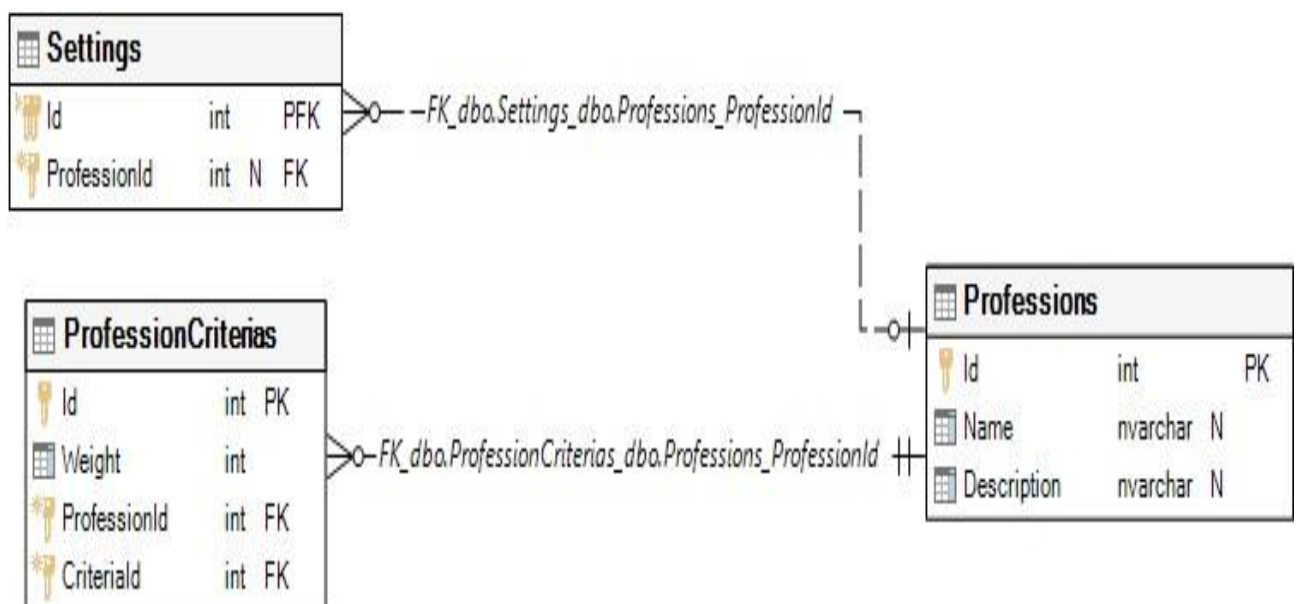 Settings
Id int PFK
ProfessionId int N FK
FK_dbo.Settings_dbo.Professions_ProfessionId
Professions
Id int PK
Name nvarchar N
Description nvarchar N
ProfessionCriterias
Id int PK
Weight int
ProfessionId int FK
CriteriaId int FK
FK_dbo.ProfessionCriterias_dbo.Professions_ProfessionId